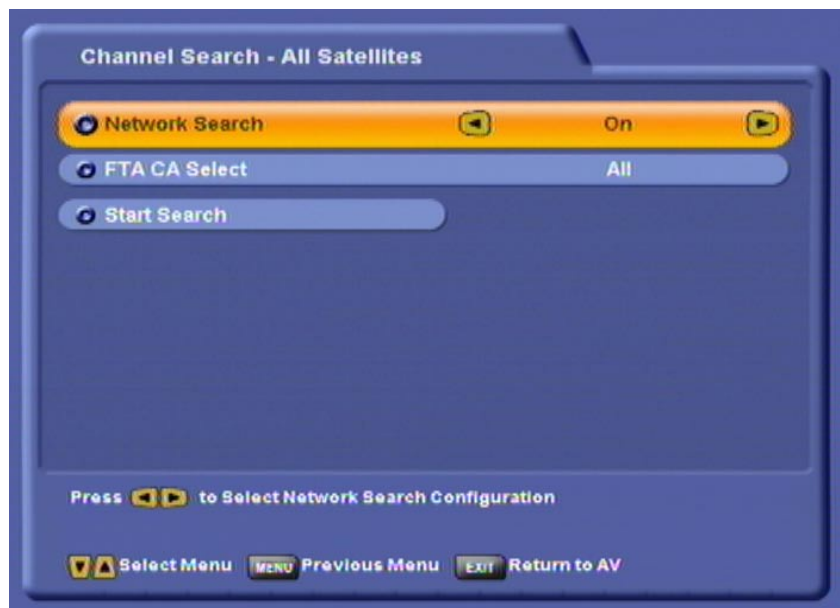 Channel Search - All Satellites
Network Search On
FTA CA Select All
Start Search
Press to Select Network Search Configuration
Select Menu MENU Previous Menu EXIT Return to AV